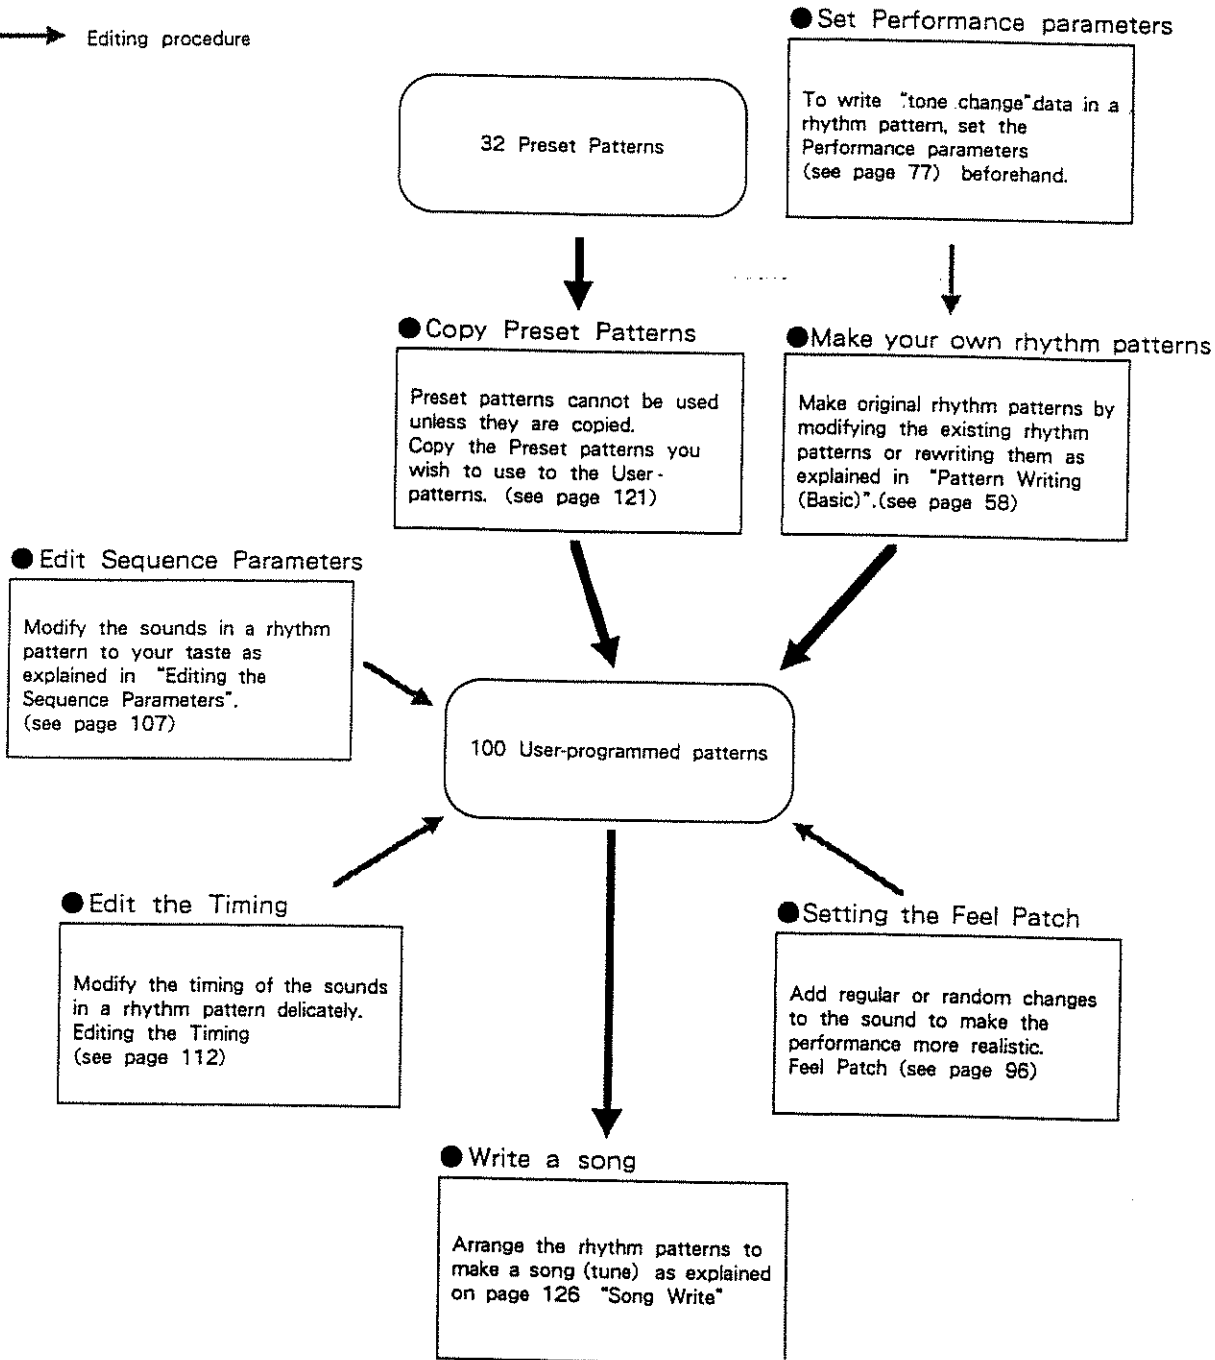 Editing procedure
● Set Performance parameters
To write "tone change" data in a
rhythm pattern, set the
Performance parameters
(see page 77) beforehand.
32 Preset Patterns
● Copy Preset Patterns
Preset patterns cannot be used
unless they are copied.
Copy the Preset patterns you
wish to use to the User-
patterns. (see page 121)
● Make your own rhythm patterns
Make original rhythm patterns by
modifying the existing rhythm
patterns or rewriting them as
explained in "Pattern Writing
(Basic)".(see page 58)
● Edit Sequence Parameters
Modify the sounds in a rhythm
pattern to your taste as
explained in "Editing the
Sequence Parameters".
(see page 107)
100 User-programmed patterns
● Edit the Timing
Modify the timing of the sounds
in a rhythm pattern delicately.
Editing the Timing
(see page 112)
● Setting the Feel Patch
Add regular or random changes
to the sound to make the
performance more realistic.
Feel Patch (see page 96)
● Write a song
Arrange the rhythm patterns to
make a song (tune) as explained
on page 126 "Song Write"